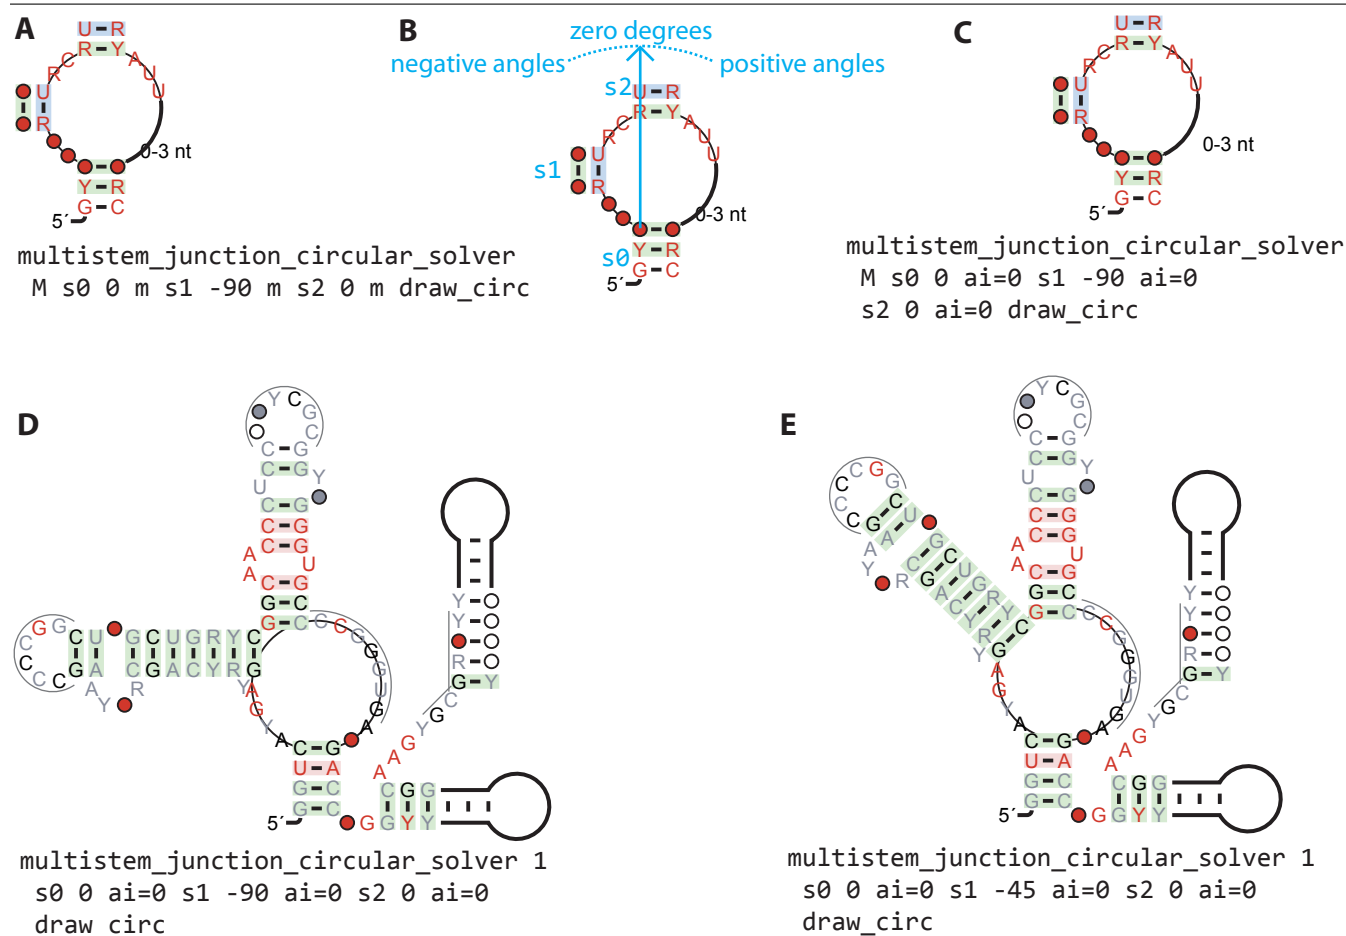 A
U R
R Y
U R C A U U
U
R
0-3 nt
Y R
G C
5´
multistem_junction_circular_solver
M s0 0 m s1 -90 m s2 0 m draw_circ
B
zero degrees
negative angles
positive angles
s2 U R
R Y
U R C A U U
s1 U
R
0-3 nt
s0 Y R
G C
5´
C
U R
R Y
U R C A U U
R
0-3 nt
Y R
G C
5´
multistem_junction_circular_solver
M s0 0 ai=0 s1 -90 ai=0
s2 0 ai=0 draw_circ
D
Y C
G
C
C G
C G
U Y
C G
C G
A C G
A U
C G
G C
G C C C
C C G G C U G C U G R Y C
C C C G A C G A C Y R Y G
A Y R
A G Y A C G A G U G G G
U A
G C
G C
5´
G G Y Y
C G G
A A G Y G C
Y
Y
R
G Y
multistem_junction_circular_solver 1
s0 0 ai=0 s1 -90 ai=0 s2 0 ai=0
draw circ
E
Y C
G
C
C G
C G
U Y
C G
C G
A C G
A U
C G
G C
C C G G C U G C U G R Y C
C C G A C G A C Y R Y G
A Y R
A G Y A C G A G U G G G C C
U A
G C
G C
5´
G G Y Y
C G G
A A G Y G C
Y
Y
R
G Y
multistem_junction_circular_solver 1
s0 0 ai=0 s1 -45 ai=0 s2 0 ai=0
draw_circ